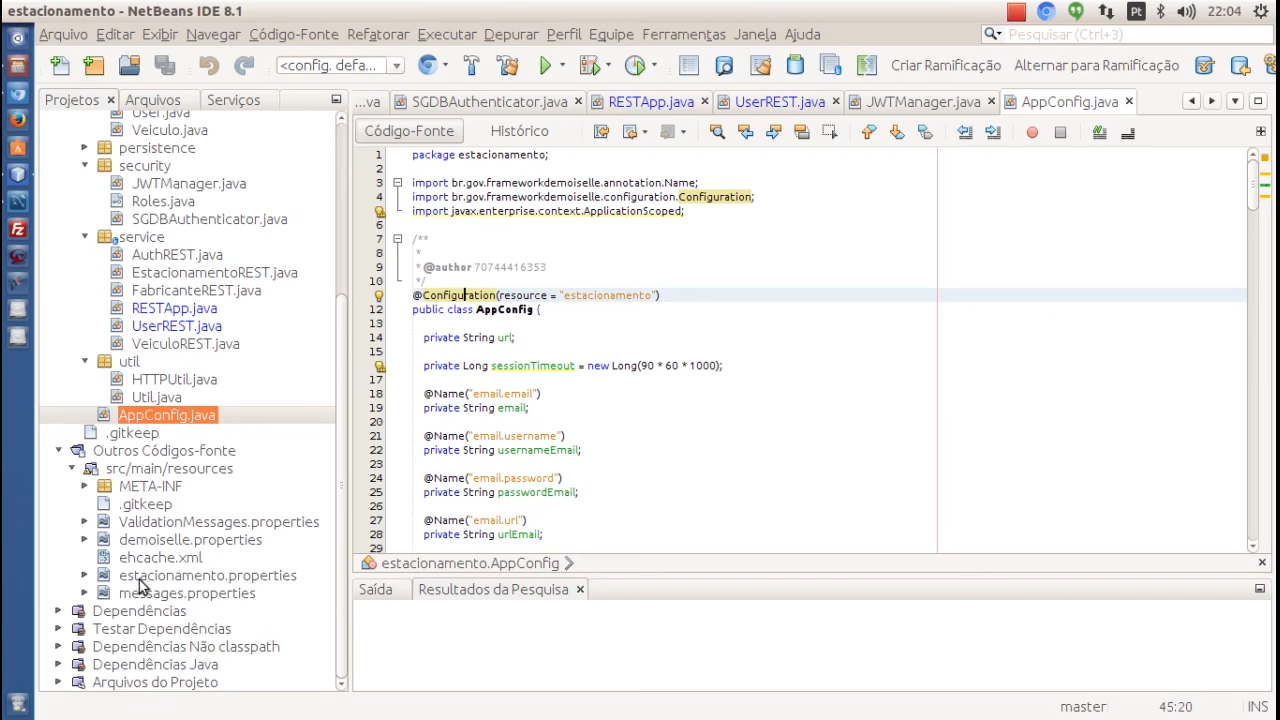 estacionamento - NetBeans IDE 8.1
Pt
22:04
Arquivo Editar Exibir Navegar Código-Fonte Refatorar Executar Depurar Perfil Equipe Ferramentas Janela Ajuda
Pesquisar (Ctrl+3)
<config. defa...
Criar Ramificação
Alternar para Ramificação
Projetos
Arquivos
Serviços
...va
SGDBAuthenticator.java
RESTApp.java
UserREST.java
JWTManager.java
AppConfig.java
Código-Fonte
Histórico
User.java
Veiculo.java
persistence
security
JWTManager.java
Roles.java
SGDBAuthenticator.java
service
AuthREST.java
EstacionamentoREST.java
FabricanteREST.java
RESTApp.java
UserREST.java
VeiculoREST.java
util
HTTPUtil.java
Util.java
AppConfig.java
.gitkeep
Outros Códigos-fonte
src/main/resources
META-INF
.gitkeep
ValidationMessages.properties
demoiselle.properties
ehcache.xml
estacionamento.properties
messages.properties
Dependências
Testar Dependências
Dependências Não classpath
Dependências Java
Arquivos do Projeto
1 package estacionamento;
2
3 import br.gov.frameworkdemoiselle.annotation.Name;
4 import br.gov.frameworkdemoiselle.configuration.Configuration;
import javax.enterprise.context.ApplicationScoped;
6
7 /**
8 *
9 * @author 70744416353
10 */
@Configuration(resource = "estacionamento")
12 public class AppConfig {
13
14 private String url;
15
private Long sessionTimeout = new Long(90 * 60 * 1000);
17
18 @Name("email.email")
19 private String email;
20
21 @Name("email.username")
22 private String usernameEmail;
23
24 @Name("email.password")
25 private String passwordEmail;
26
27 @Name("email.url")
28 private String urlEmail;
29
estacionamento.AppConfig
Saída
Resultados da Pesquisa
master
45:20
INS